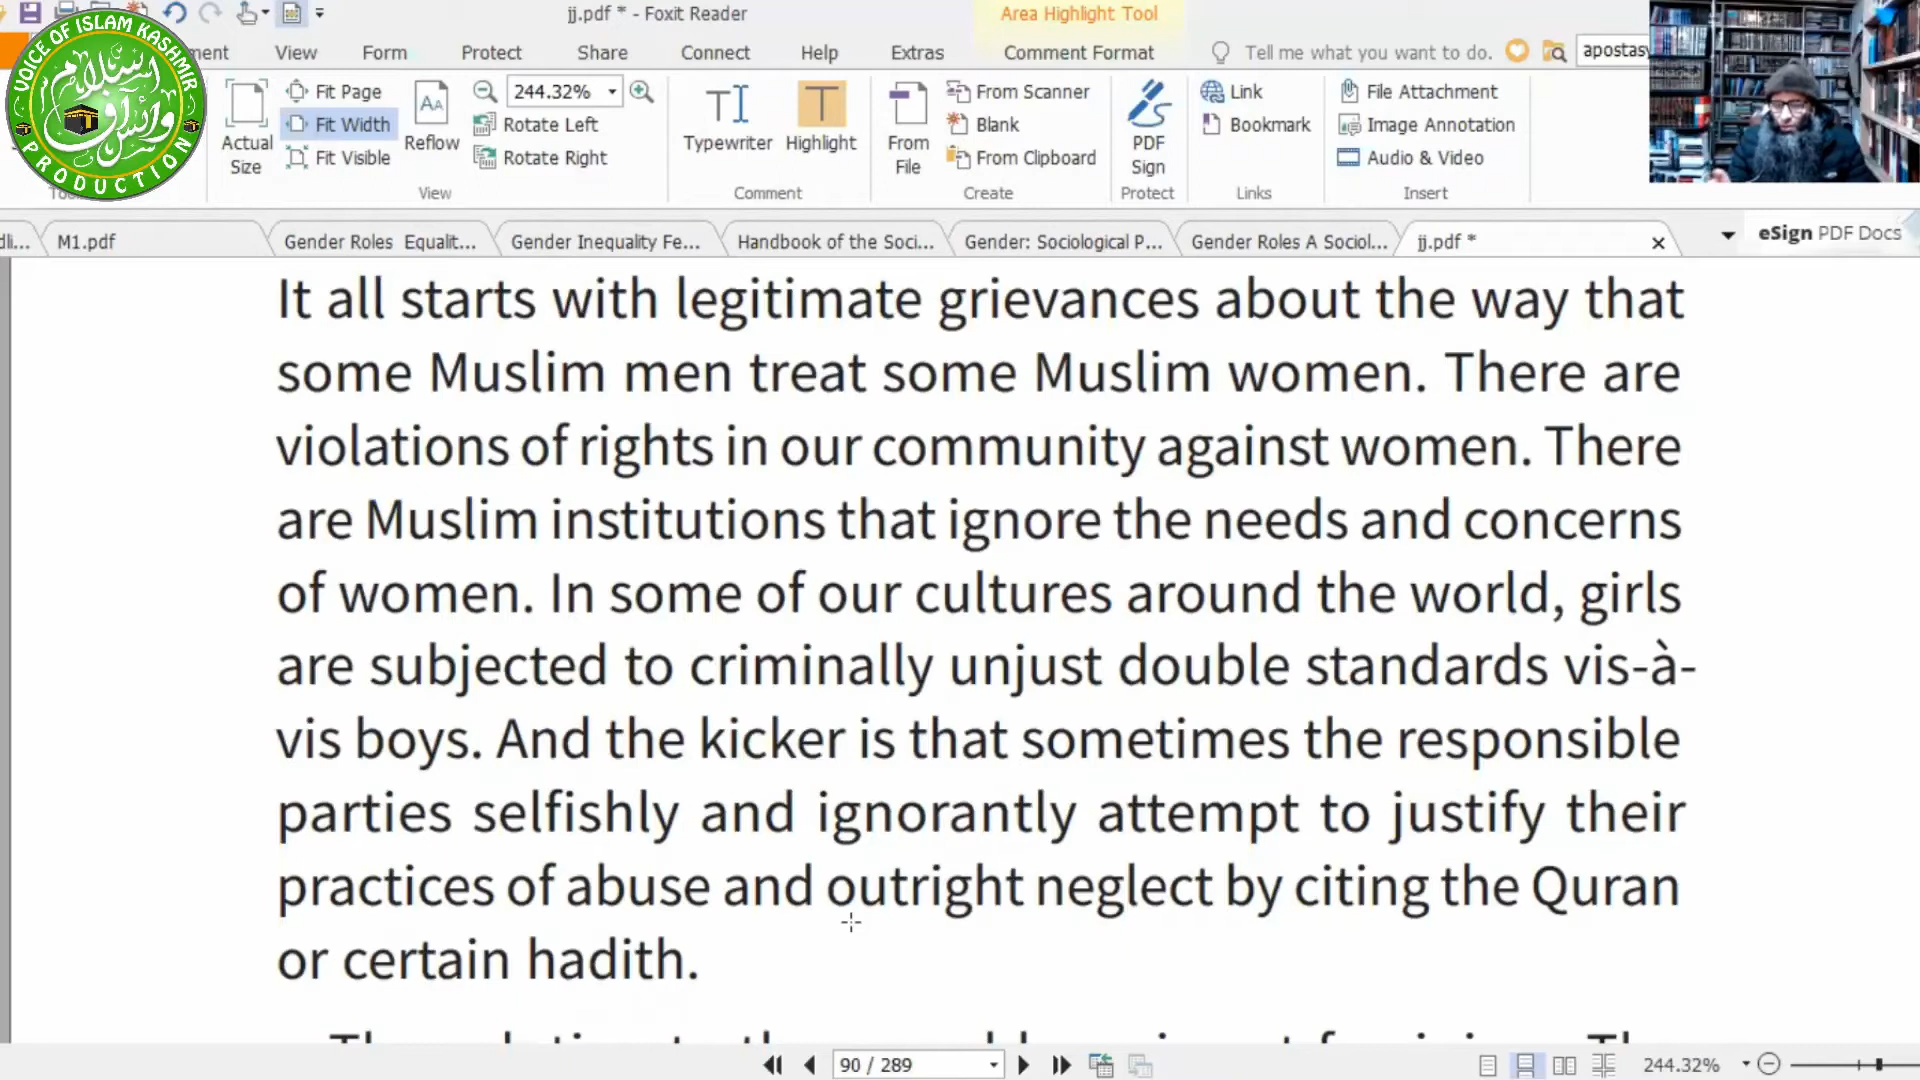 jj.pdf * - Foxit Reader
Area Highlight Tool
View Form Protect Share Connect Help Extras Comment Format Tell me what you want to do.
VOICE OF ISLAM KASHMIR
PRODUCTION
Actual Size
Fit Page
Fit Width
Fit Visible
Reflow
244.32%
Rotate Left
Rotate Right
View
Typewriter
Highlight
Comment
From File
From Scanner
Blank
From Clipboard
Create
PDF Sign
Protect
Link
Bookmark
Links
File Attachment
Image Annotation
Audio & Video
Insert
M1.pdf
Gender Roles Equalit...
Gender Inequality Fe...
Handbook of the Soci...
Gender: Sociological P...
Gender Roles A Sociol...
jj.pdf *
eSign PDF Docs
It all starts with legitimate grievances about the way that
some Muslim men treat some Muslim women. There are
violations of rights in our community against women. There
are Muslim institutions that ignore the needs and concerns
of women. In some of our cultures around the world, girls
are subjected to criminally unjust double standards vis-à-
vis boys. And the kicker is that sometimes the responsible
parties selfishly and ignorantly attempt to justify their
practices of abuse and outright neglect by citing the Quran
or certain hadith.
90 / 289
244.32%